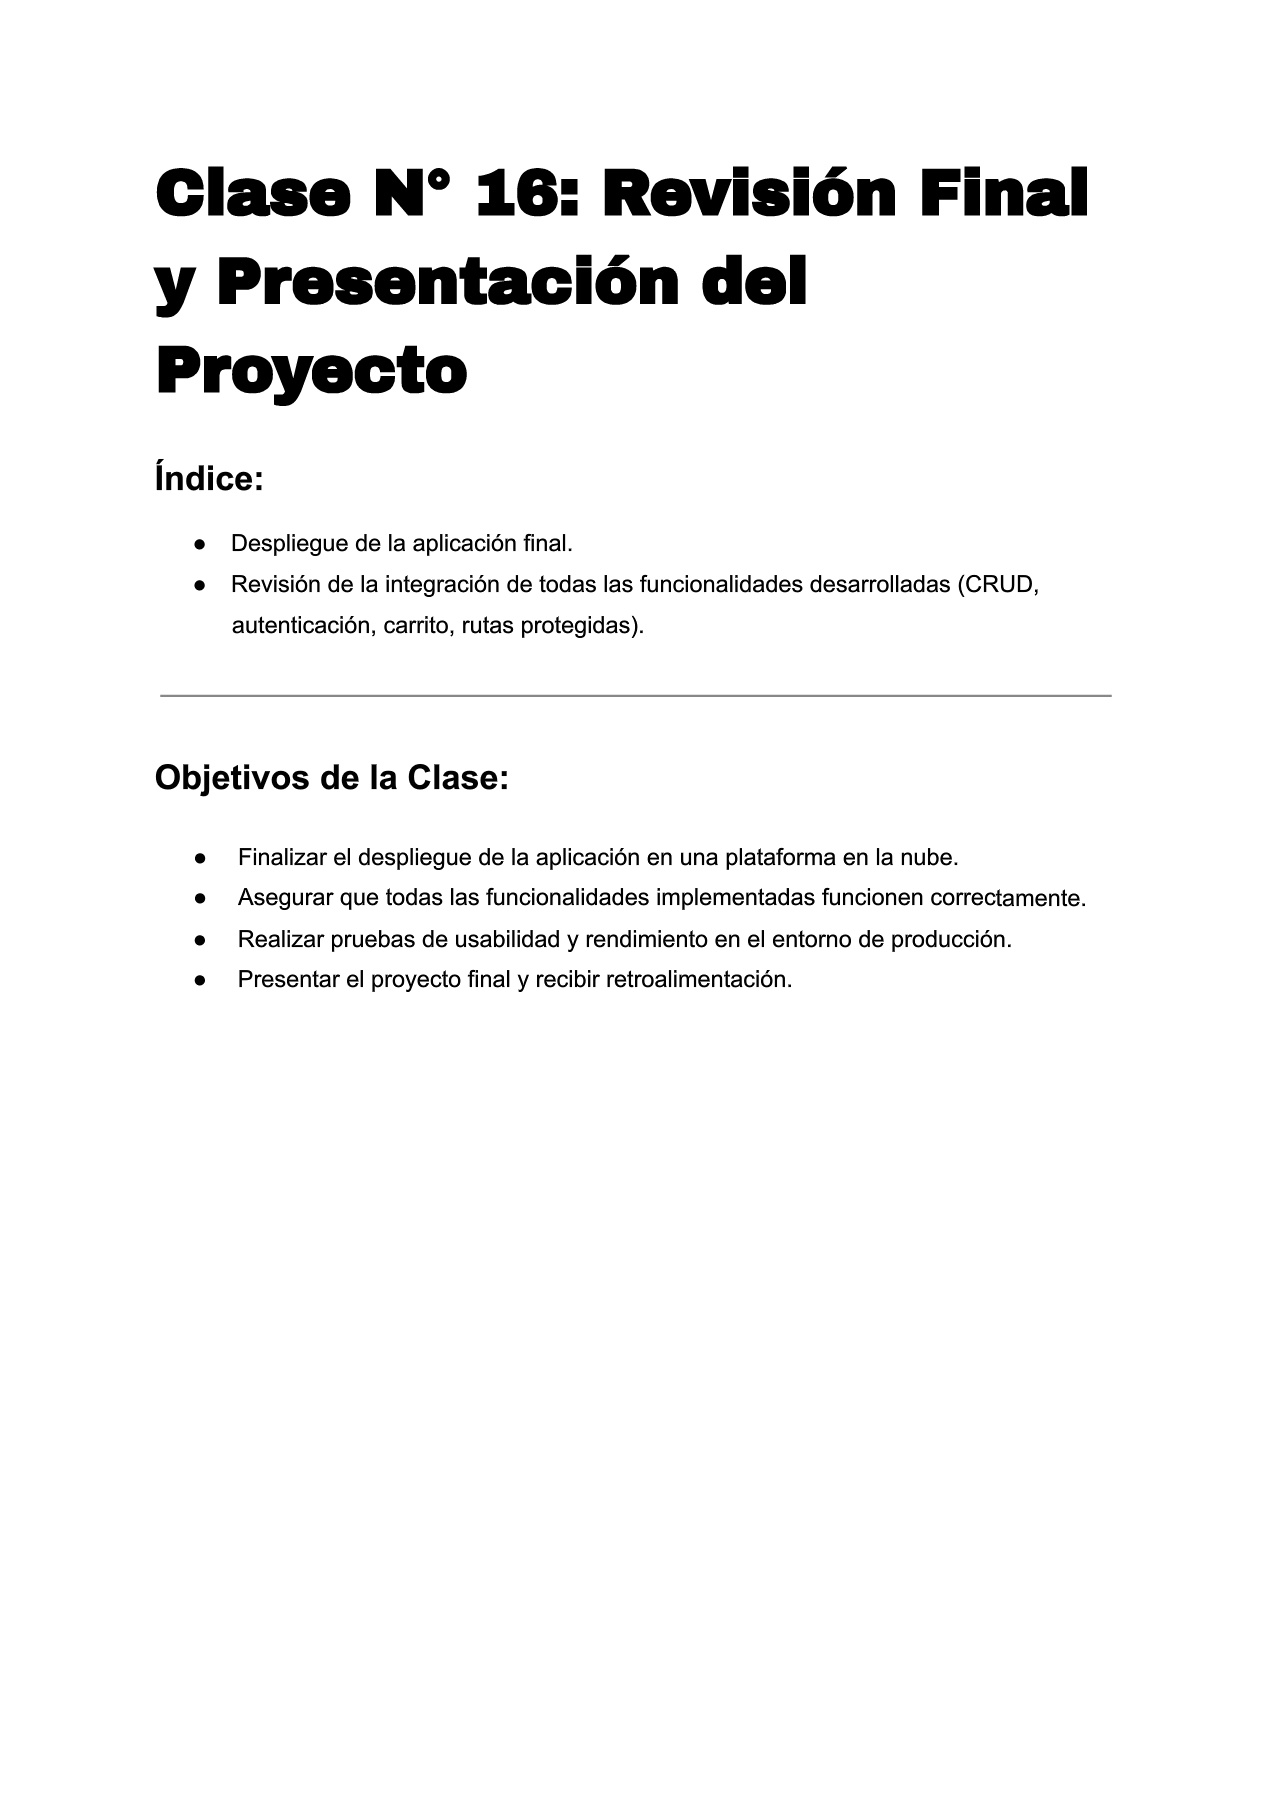 Clase N° 16: Revisión Final
y Presentación del
Proyecto
Índice:
● Despliegue de la aplicación final.
● Revisión de la integración de todas las funcionalidades desarrolladas (CRUD,
autenticación, carrito, rutas protegidas).
Objetivos de la Clase:
● Finalizar el despliegue de la aplicación en una plataforma en la nube.
● Asegurar que todas las funcionalidades implementadas funcionen correctamente.
● Realizar pruebas de usabilidad y rendimiento en el entorno de producción.
● Presentar el proyecto final y recibir retroalimentación.